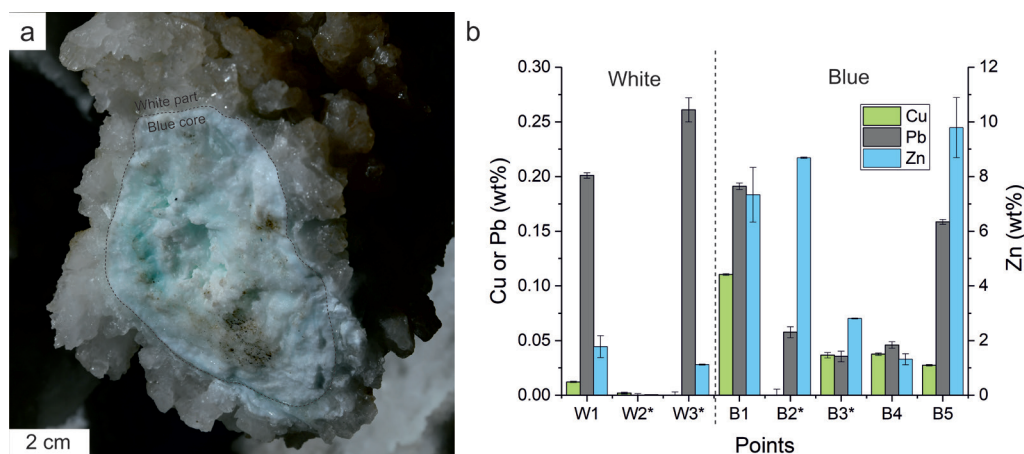 a
White part
Blue core
2 cm
b
White
Blue
Cu
Pb
Zn
0.30
0.25
0.20
0.15
0.10
0.05
0.00
Cu or Pb (wt%)
12
10
8
6
4
2
0
Zn (wt%)
W1 W2* W3* B1 B2* B3* B4 B5
Points